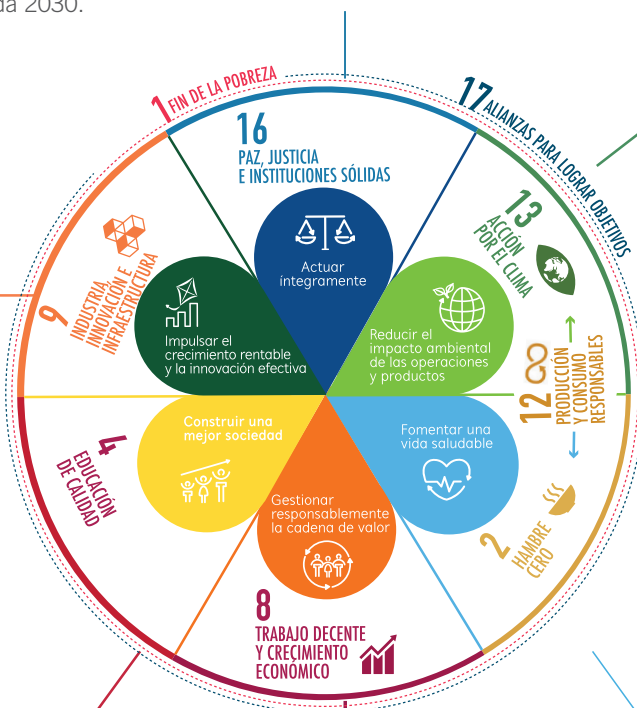 da 2030.
1 FIN DE LA POBREZA
17 ALIANZAS PARA LOGRAR OBJETIVOS
16
PAZ, JUSTICIA
E INSTITUCIONES SÓLIDAS
Actuar
íntegramente
13
ACCIÓN
POR EL CLIMA
Reducir el
impacto ambiental
de las operaciones
y productos
12
PRODUCCIÓN
Y CONSUMO
RESPONSABLES
Fomentar una
vida saludable
2
HAMBRE
CERO
Gestionar
responsablemente
la cadena de valor
8
TRABAJO DECENTE
Y CRECIMIENTO
ECONÓMICO
Construir una
mejor sociedad
4
EDUCACIÓN
DE CALIDAD
Impulsar el
crecimiento rentable
y la innovación efectiva
9
INDUSTRIA,
INNOVACIÓN E
INFRAESTRUCTURA